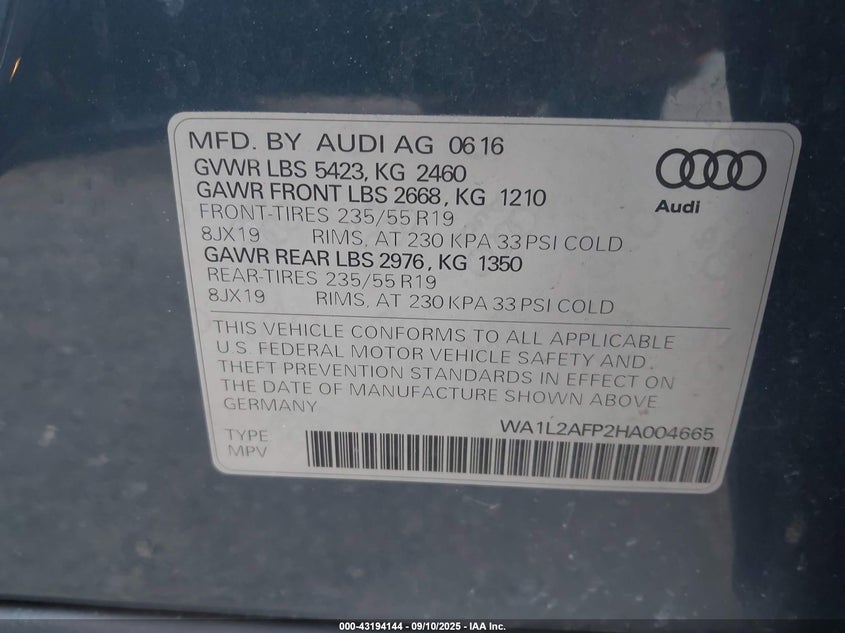 MFD. BY AUDI AG 06 16
GVWR LBS 5423, KG 2460
GAWR FRONT LBS 2668, KG 1210
FRONT-TIRES 235/55 R19
8JX19 RIMS, AT 230 KPA 33 PSI COLD
GAWR REAR LBS 2976, KG 1350
REAR-TIRES 235/55 R19
8JX19 RIMS, AT 230 KPA 33 PSI COLD
Audi
THIS VEHICLE CONFORMS TO ALL APPLICABLE
U.S. FEDERAL MOTOR VEHICLE SAFETY AND
THEFT PREVENTION STANDARDS IN EFFECT ON
THE DATE OF MANUFACTURE SHOWN ABOVE
GERMANY
WA1L2AFP2HA004665
TYPE
MPV
000-43194144 - 09/10/2025 - IAA Inc.